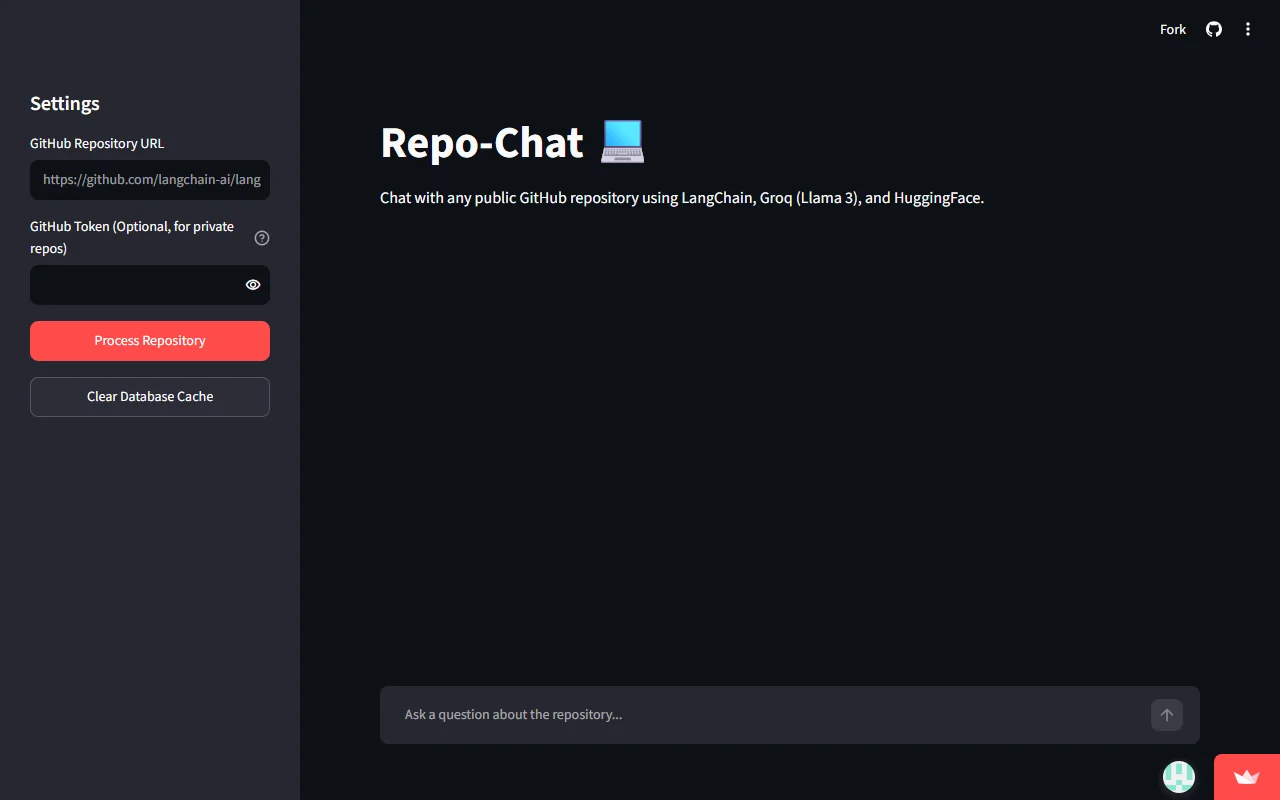 Fork
Settings
GitHub Repository URL
https://github.com/langchain-ai/lang
GitHub Token (Optional, for private
repos)
Process Repository
Clear Database Cache
Repo-Chat
Chat with any public GitHub repository using LangChain, Groq (Llama 3), and HuggingFace.
Ask a question about the repository...